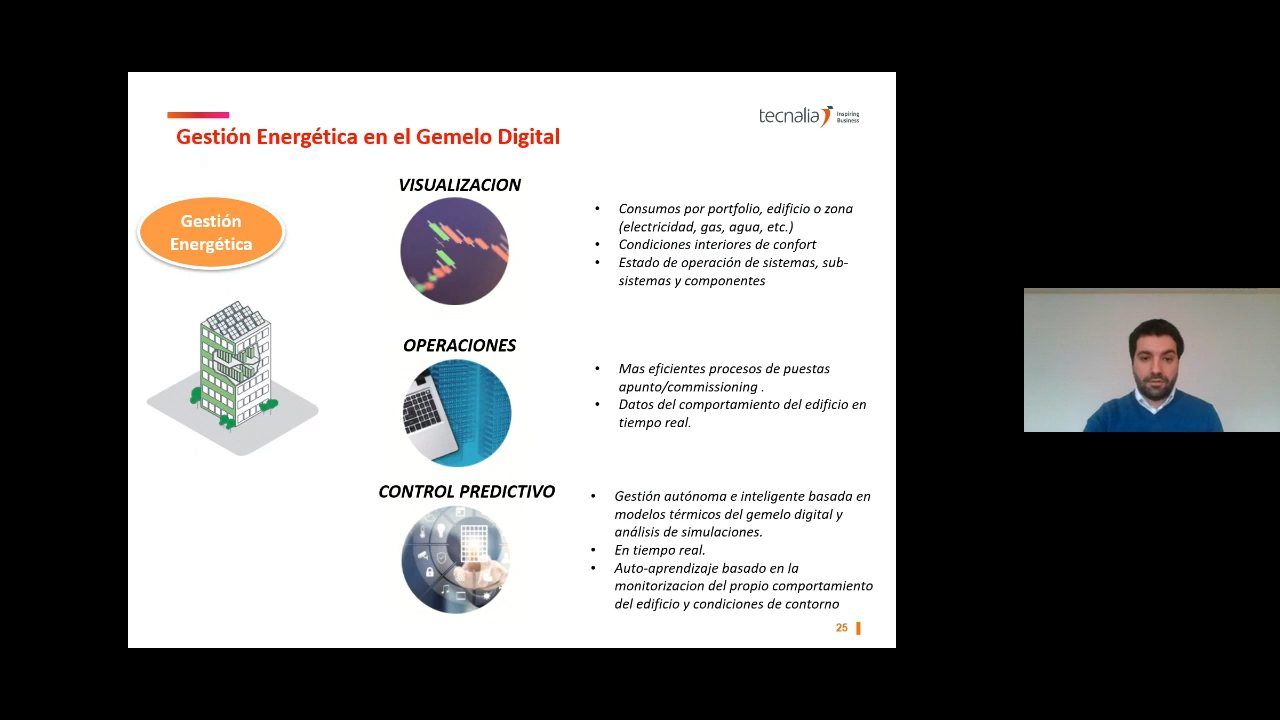 tecnalia Inspiring
Business
Gestión Energética en el Gemelo Digital
Gestión
Energética
VISUALIZACION
• Consumos por portfolio, edificio o zona
(electricidad, gas, agua, etc.)
• Condiciones interiores de confort
• Estado de operación de sistemas, sub-
sistemas y componentes
OPERACIONES
• Mas eficientes procesos de puestas
apunto/commissioning .
• Datos del comportamiento del edificio en
tiempo real.
CONTROL PREDICTIVO
• Gestión autónoma e inteligente basada en
modelos térmicos del gemelo digital y
análisis de simulaciones.
• En tiempo real.
• Auto-aprendizaje basado en la
monitorizacion del propio comportamiento
del edificio y condiciones de contorno
25